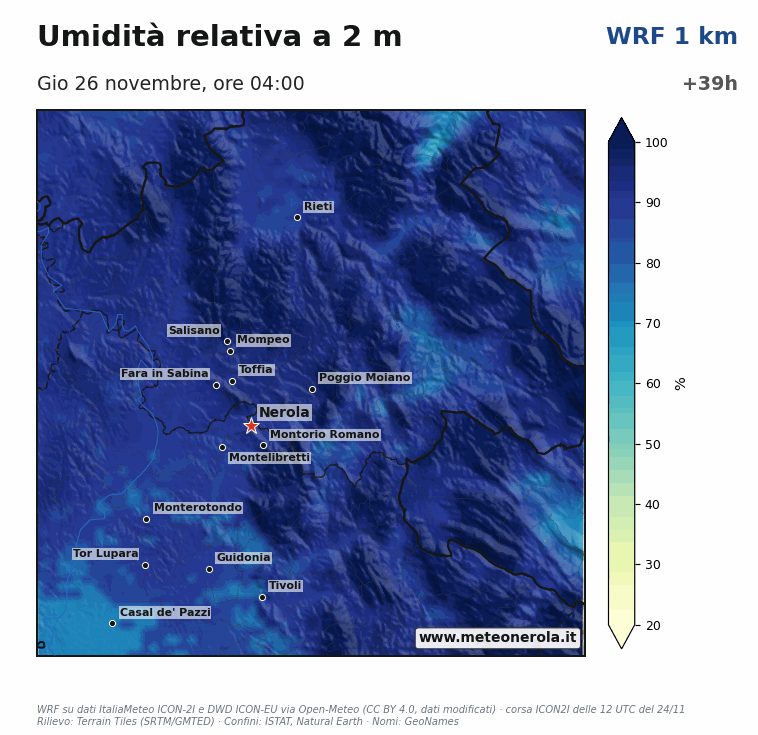 Umidità relativa a 2 m
WRF 1 km
Gio 26 novembre, ore 04:00
+39h
Rieti
Salisano
Mompeo
Toffia
Fara in Sabina
Poggio Moiano
Nerola
Montorio Romano
Montelibretti
Monterotondo
Tor Lupara
Guidonia
Tivoli
Casal de' Pazzi
www.meteonerola.it
100
90
80
70
60
50
40
30
20
%
WRF su dati ItaliaMeteo ICON-2I e DWD ICON-EU via Open-Meteo (CC BY 4.0, dati modificati) · corsa ICON2I delle 12 UTC del 24/11
Rilievo: Terrain Tiles (SRTM/GMTED) · Confini: ISTAT, Natural Earth · Nomi: GeoNames